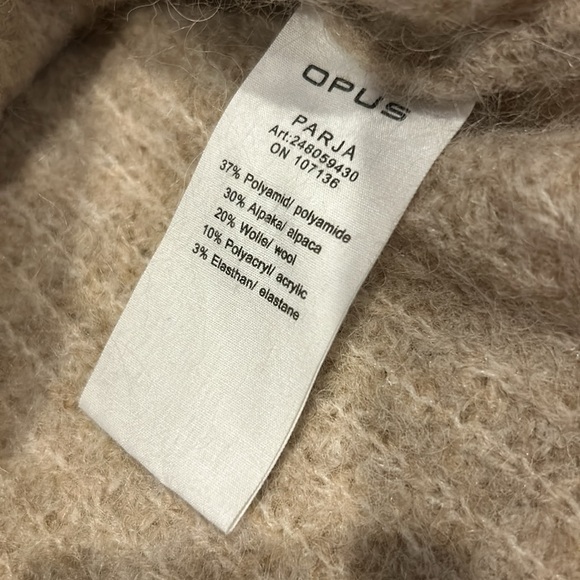 OPUS
PARJA
Art:248059430
ON 107136
37% Polyamid/ polyamide
30% Alpaka/ alpaca
20% Wolle/ wool
10% Polyacryl/ acrylic
3% Elasthan/ elastane